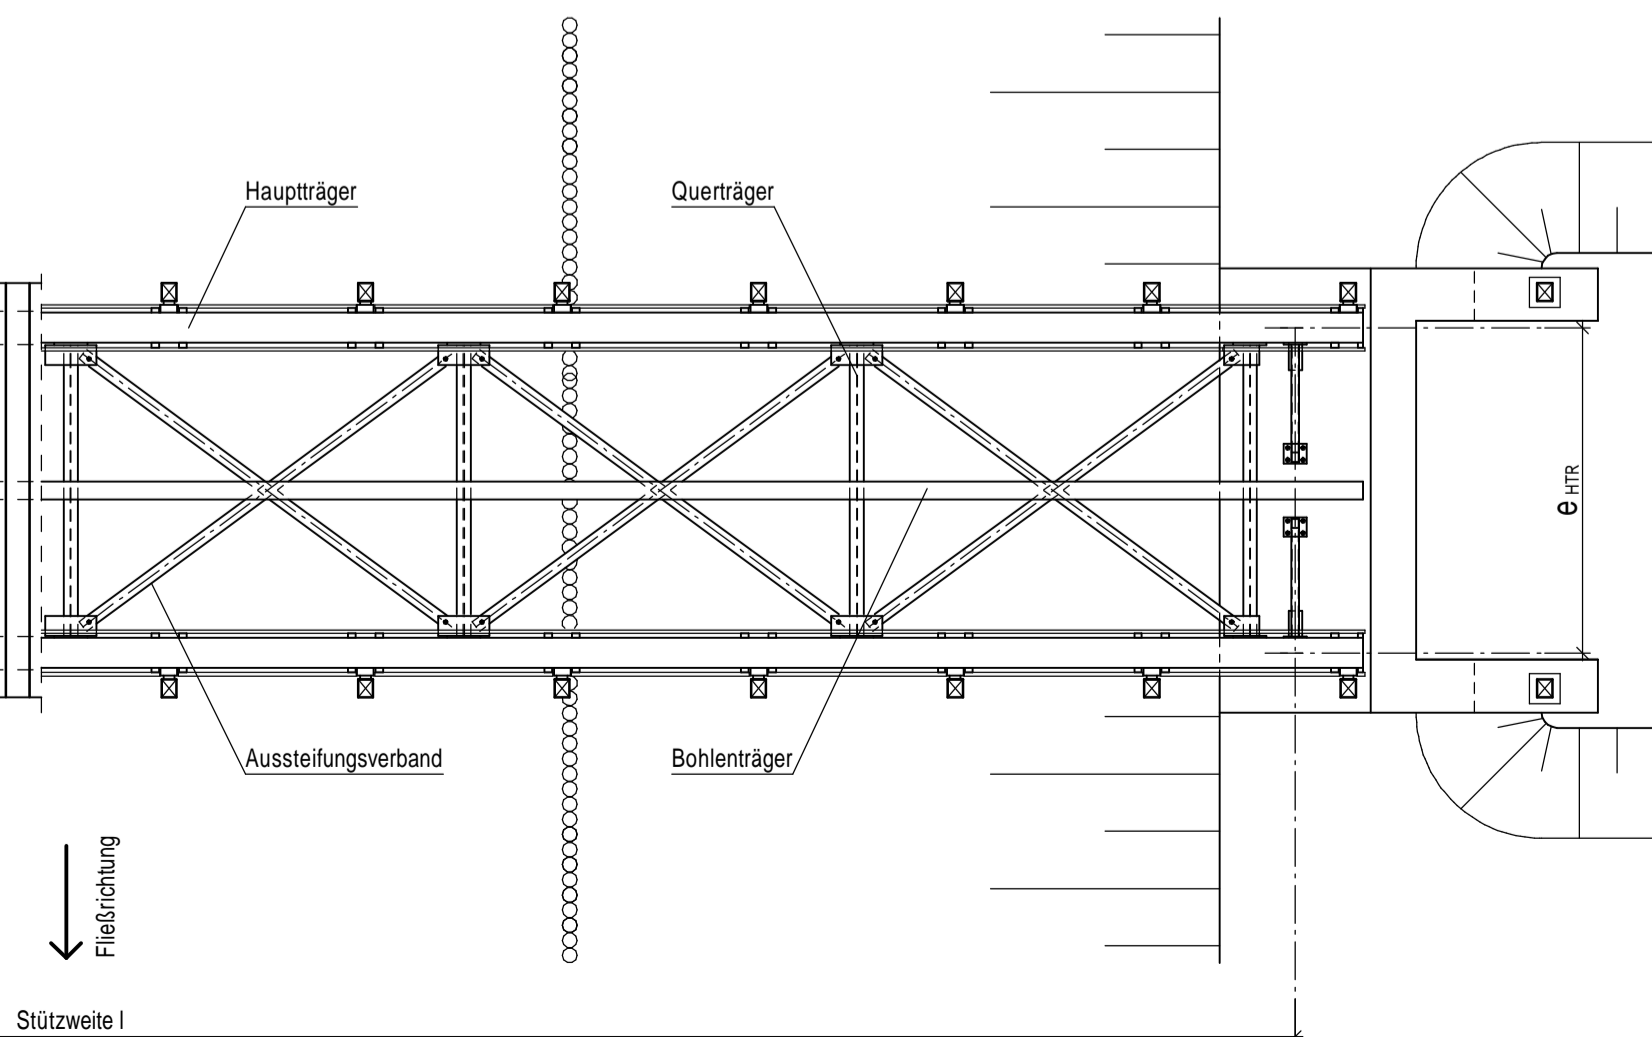 Hauptträger
Querträger
e HTR
Aussteifungsverband
Bohlenträger
Fließrichtung
Stützweite l